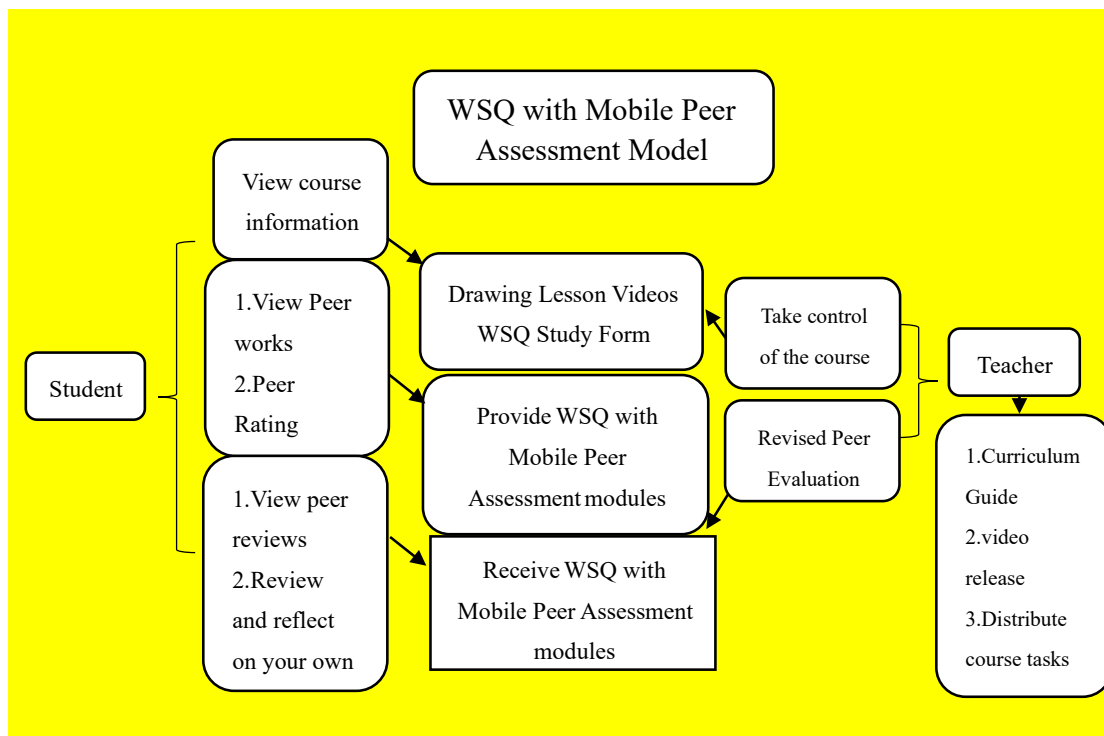 WSQ with Mobile Peer
Assessment Model
View course
information
1.View Peer
works
2.Peer
Rating
1.View peer
reviews
2.Review
and reflect
on your own
Student
Drawing Lesson Videos
WSQ Study Form
Provide WSQ with
Mobile Peer
Assessment modules
Receive WSQ with
Mobile Peer Assessment
modules
Take control
of the course
Revised Peer
Evaluation
Teacher
1.Curriculum
Guide
2.video
release
3.Distribute
course tasks